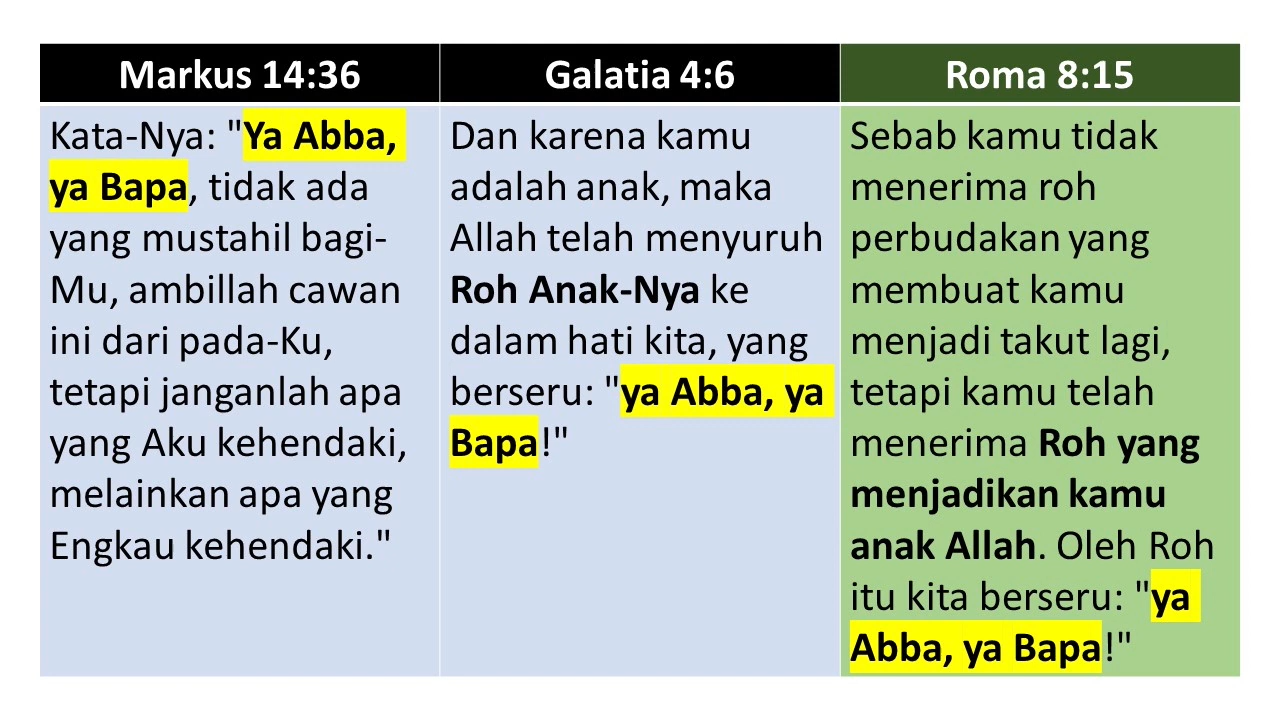 Markus 14:36
Kata-Nya: "Ya Abba,
ya Bapa, tidak ada
yang mustahil bagi-
Mu, ambillah cawan
ini dari pada-Ku,
tetapi janganlah apa
yang Aku kehendaki,
melainkan apa yang
Engkau kehendaki."
Galatia 4:6
Dan karena kamu
adalah anak, maka
Allah telah menyuruh
Roh Anak-Nya ke
dalam hati kita, yang
berseru: "ya Abba, ya
Bapa!"
Roma 8:15
Sebab kamu tidak
menerima roh
perbudakan yang
membuat kamu
menjadi takut lagi,
tetapi kamu telah
menerima Roh yang
menjadikan kamu
anak Allah. Oleh Roh
itu kita berseru: "ya
Abba, ya Bapa!"